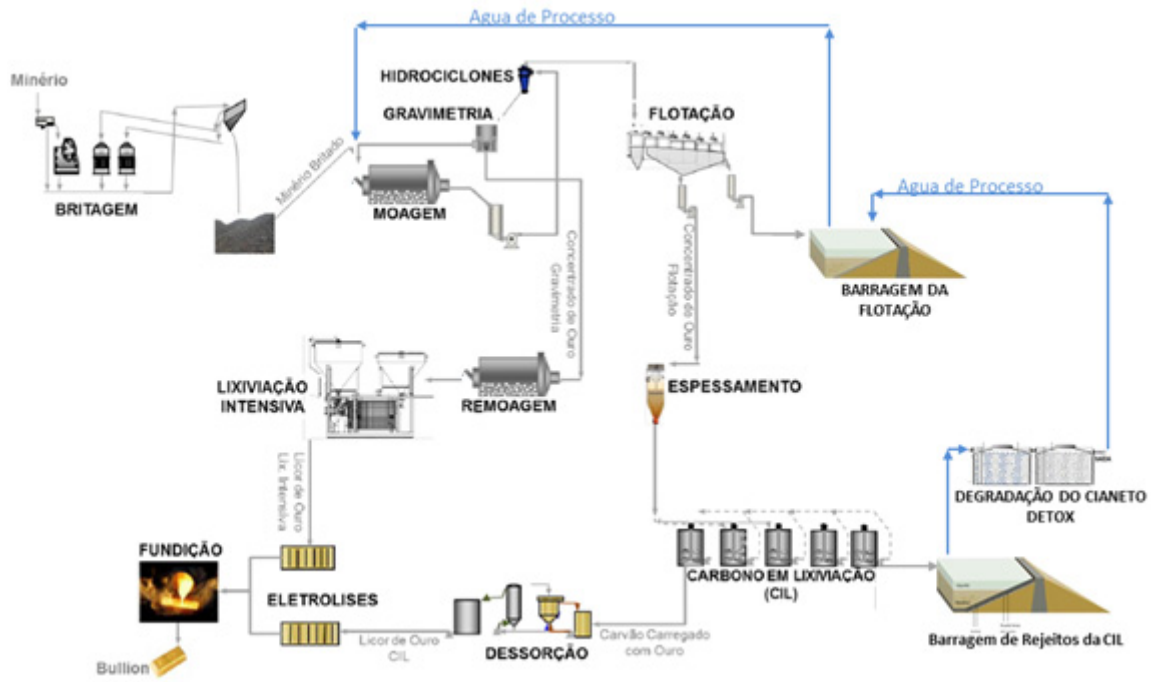 Agua de Processo
Minério
HIDROCICLONES
GRAVIMETRIA
FLOTAÇÃO
Minério Britado
BRITAGEM
MOAGEM
Agua de Processo
Concentrado de Ouro
Gravimetria
Concentrado de Ouro
Flotação
BARRAGEM DA
FLOTAÇÃO
LIXIVIAÇÃO
INTENSIVA
REMOAGEM
ESPESSAMENTO
Licor de Ouro
Lix. Intensiva
DEGRADAÇÃO DO CIANETO
DETOX
FUNDIÇÃO
CARBONO EM LIXIVIAÇÃO
(CIL)
ELETROLISES
Licor de Ouro
CIL
DESSORÇÃO
Carvão Carregado
com Ouro
Barragem de Rejeitos da CIL
Bullion